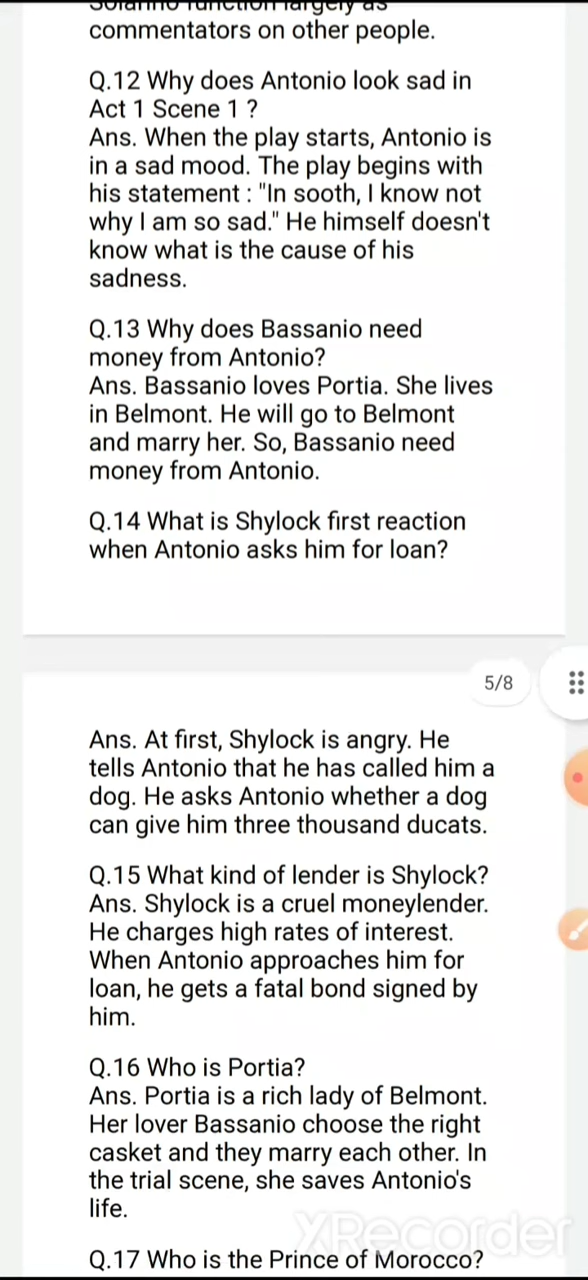 Solanino function largely as
commentators on other people.
Q.12 Why does Antonio look sad in
Act 1 Scene 1 ?
Ans. When the play starts, Antonio is
in a sad mood. The play begins with
his statement : "In sooth, I know not
why I am so sad." He himself doesn't
know what is the cause of his
sadness.
Q.13 Why does Bassanio need
money from Antonio?
Ans. Bassanio loves Portia. She lives
in Belmont. He will go to Belmont
and marry her. So, Bassanio need
money from Antonio.
Q.14 What is Shylock first reaction
when Antonio asks him for loan?
5/8
Ans. At first, Shylock is angry. He
tells Antonio that he has called him a
dog. He asks Antonio whether a dog
can give him three thousand ducats.
Q.15 What kind of lender is Shylock?
Ans. Shylock is a cruel moneylender.
He charges high rates of interest.
When Antonio approaches him for
loan, he gets a fatal bond signed by
him.
Q.16 Who is Portia?
Ans. Portia is a rich lady of Belmont.
Her lover Bassanio choose the right
casket and they marry each other. In
the trial scene, she saves Antonio's
life.
XRecorder
Q.17 Who is the Prince of Morocco?